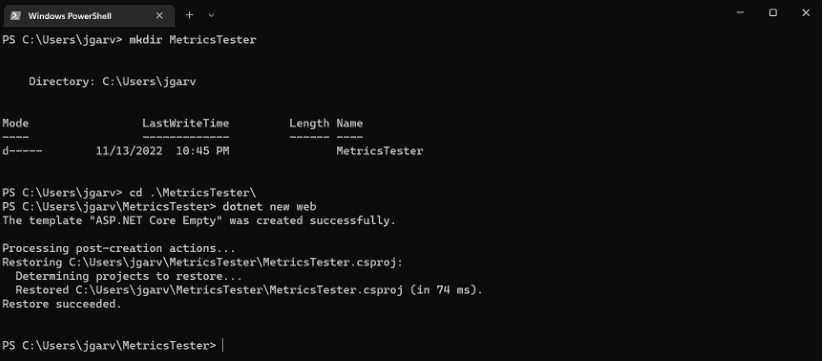 Windows PowerShell
PS C:\Users\jgarv> mkdir MetricsTester
Directory: C:\Users\jgarv
Mode                 LastWriteTime         Length Name
----                 -------------         ------ ----
d-----        11/13/2022  10:45 PM                MetricsTester
PS C:\Users\jgarv> cd .\MetricsTester\
PS C:\Users\jgarv\MetricsTester> dotnet new web
The template "ASP.NET Core Empty" was created successfully.
Processing post-creation actions...
Restoring C:\Users\jgarv\MetricsTester\MetricsTester.csproj:
  Determining projects to restore...
  Restored C:\Users\jgarv\MetricsTester\MetricsTester.csproj (in 74 ms).
Restore succeeded.
PS C:\Users\jgarv\MetricsTester>